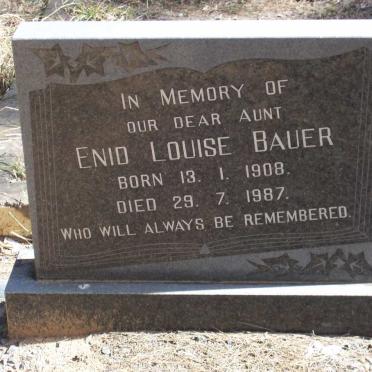 IN MEMORY OF
OUR DEAR AUNT
ENID LOUISE BAUER
BORN 13. 1. 1908.
DIED 29. 7. 1987.
WHO WILL ALWAYS BE REMEMBERED.